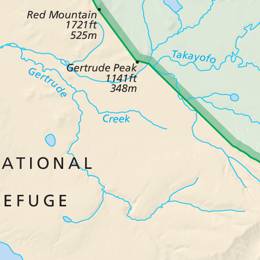 Red Mountain
1721ft
525m
Gertrude Peak
1141ft
348m
Takayofo
Gertrude
Creek
ATIONAL
EFUGE